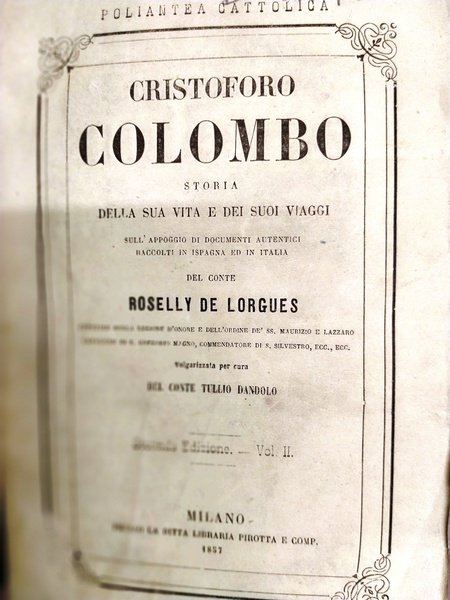 POLIANTEA CATTOLICA
CRISTOFORO
COLOMBO
STORIA
DELLA SUA VITA E DEI SUOI VIAGGI
SULL' APPOGGIO DI DOCUMENTI AUTENTICI
RACCOLTI IN ISPAGNA ED IN ITALIA
DEL CONTE
ROSELLY DE LORGUES
D'ONORE E DELL'ORDINE DE' SS. MAURIZIO E LAZZARO
MAGNO, COMMENDATORE DI S. SILVESTRO, ECC., ECC.
Volgarizzata per cura
DEL CONTE TULLIO DANDOLO
Edizione. — Vol. II.
MILANO
LA DITTA LIBRARIA PIROTTA E COMP.
1857